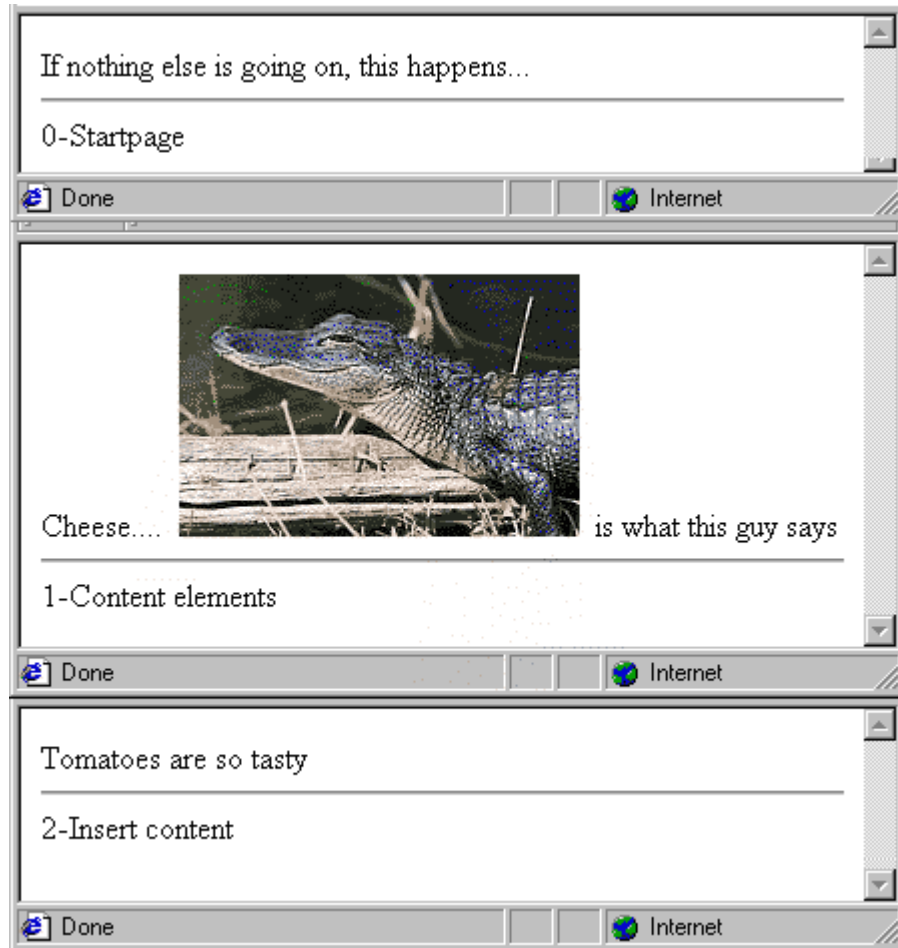 If nothing else is going on, this happens...
0-Startpage
Done Internet
Cheese.... is what this guy says
1-Content elements
Done Internet
Tomatoes are so tasty
2-Insert content
Done Internet